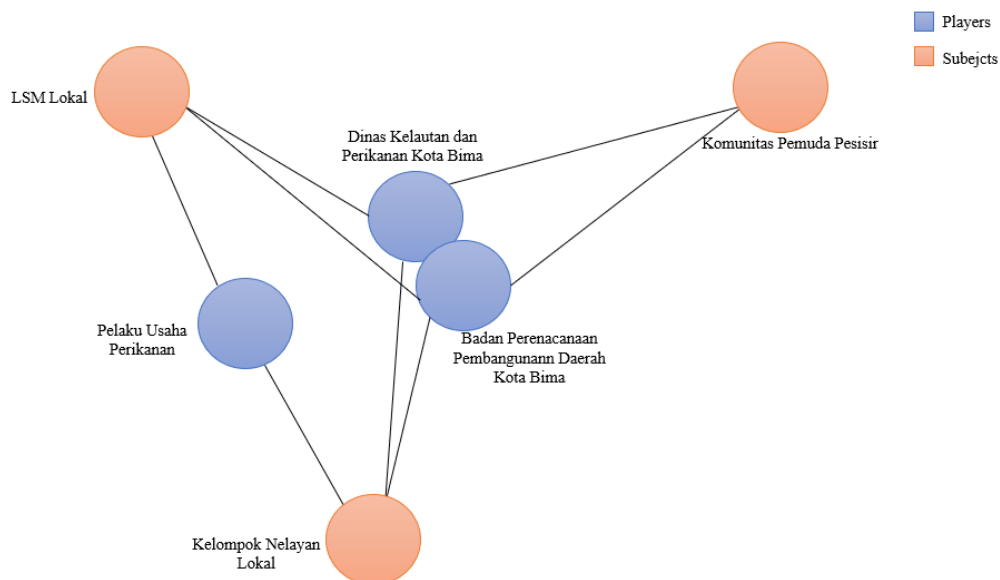 Players
Subejcts
LSM Lokal
Dinas Kelautan dan
Perikanan Kota Bima
Komunitas Pemuda Pesisir
Pelaku Usaha
Perikanan
Badan Perenacanaan
Pembangunann Daerah
Kota Bima
Kelompok Nelayan
Lokal